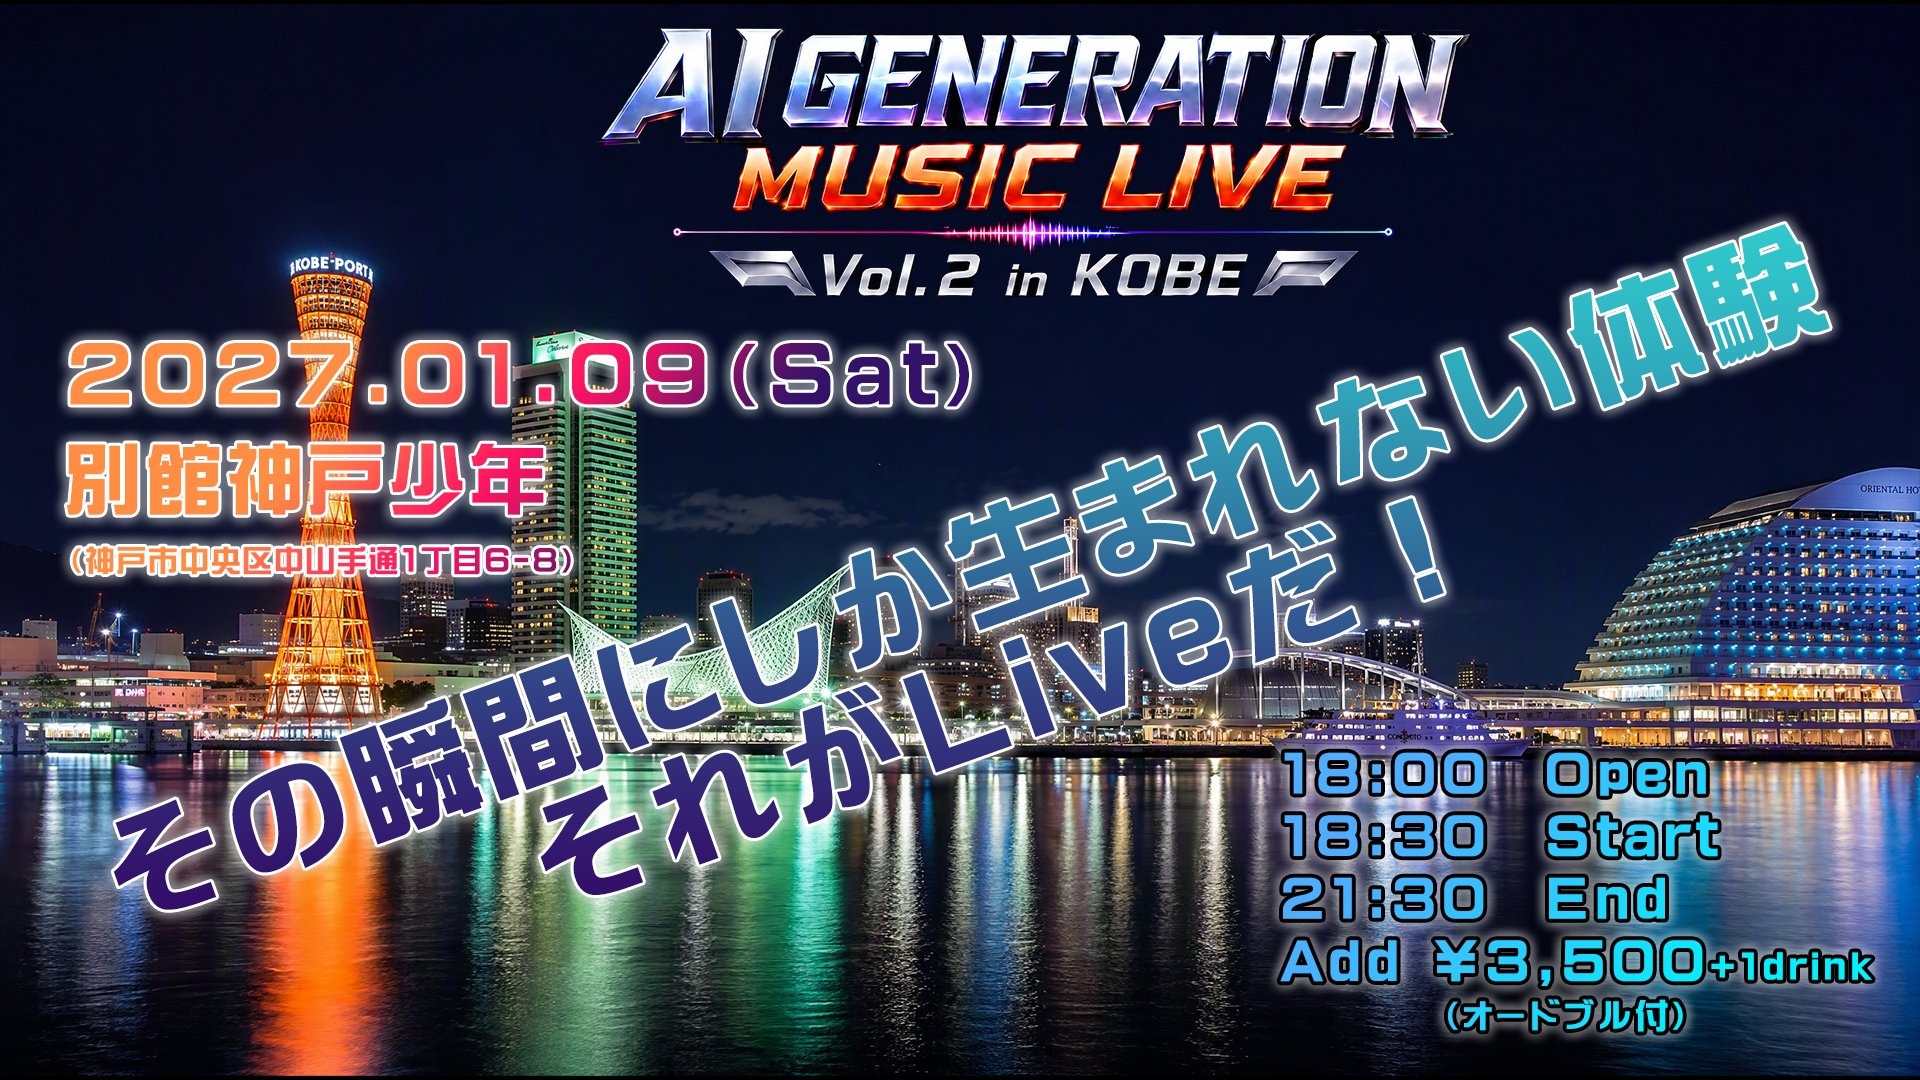 AI GENERATION
MUSIC LIVE
Vol.2 in KOBE
KOBE-PORT
2027.01.09(Sat)
別館神戸少年
(神戸市中央区中山手通1丁目6-8)
その瞬間にしか生まれない体験
それがLiveだ！
ORIENTAL HO
18:00 Open
18:30 Start
21:30 End
Add ¥3,500+1drink
(オードブル付)